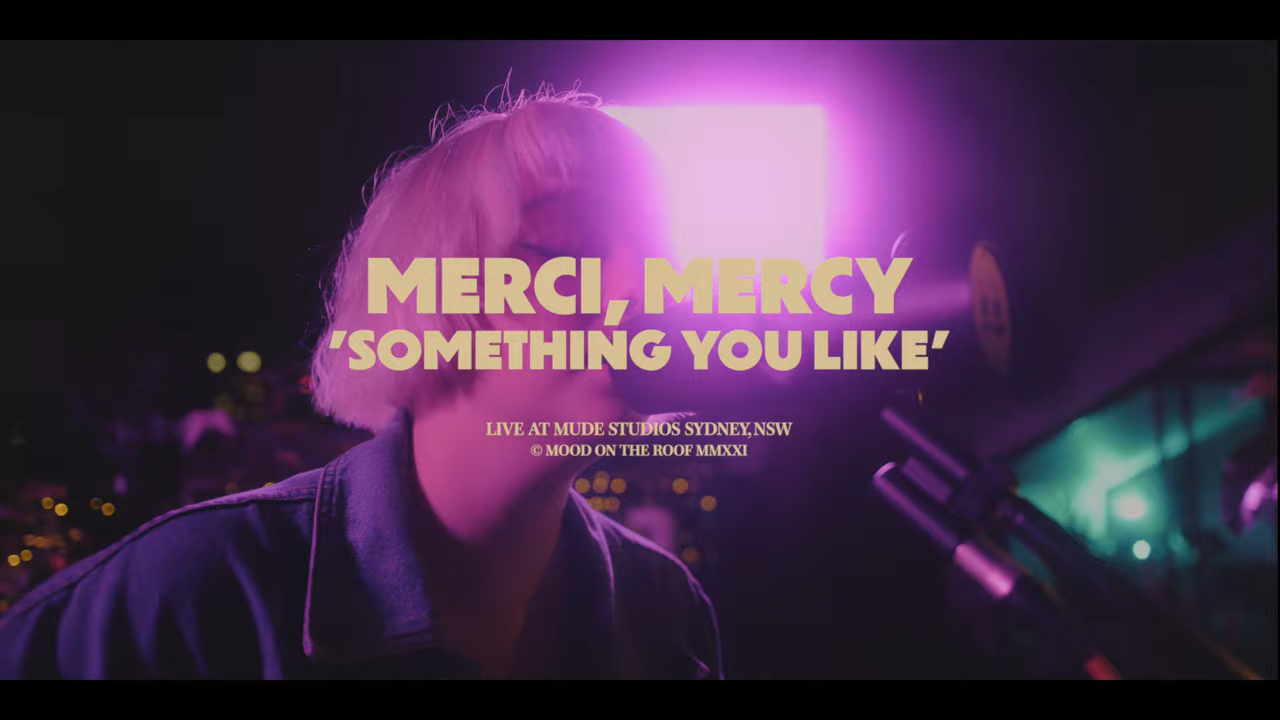 MERCI, MERCY
'SOMETHING YOU LIKE'
LIVE AT MUDE STUDIOS SYDNEY, NSW
© MOOD ON THE ROOF MMXXI